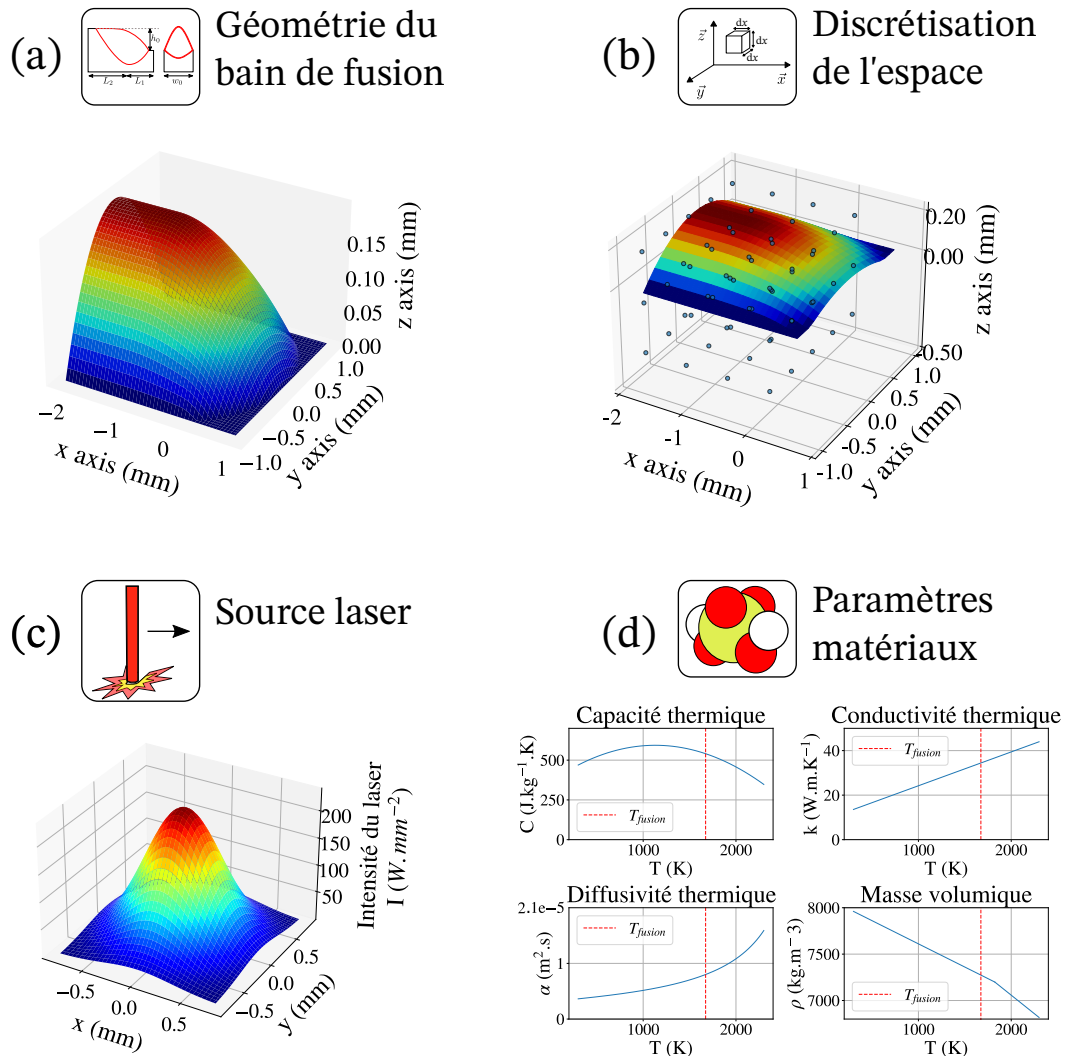 (a)
h₀
L₂ L₁ w₀
Géométrie du
bain de fusion
0.15
0.10
0.05
0.00
z axis (mm)
−2
−1
0
1
x axis (mm)
−1.0
−0.5
0.0
0.5
1.0
y axis (mm)
(b)
z⃗
y⃗
x⃗
dx
dx
dx
Discrétisation
de l'espace
0.20
0.00
-0.50
z axis (mm)
-2
-1
0
1
x axis (mm)
-1.0
-0.5
0.0
0.5
1.0
y axis (mm)
(c)
Source laser
200
150
100
50
Intensité du laser
I (W.mm⁻²)
−0.5
0.0
0.5
x (mm)
−0.5
0.0
0.5
y (mm)
(d)
Paramètres
matériaux
Capacité thermique
C (J.kg⁻¹.K)
500
250
0
T_fusion
1000 2000
T (K)
Conductivité thermique
k (W.m.K⁻¹)
40
20
0
T_fusion
1000 2000
T (K)
Diffusivité thermique
α (m².s)
2.1e-5
1
0
T_fusion
1000 2000
T (K)
Masse volumique
ρ (kg.m⁻3)
8000
7500
7000
T_fusion
1000 2000
T (K)